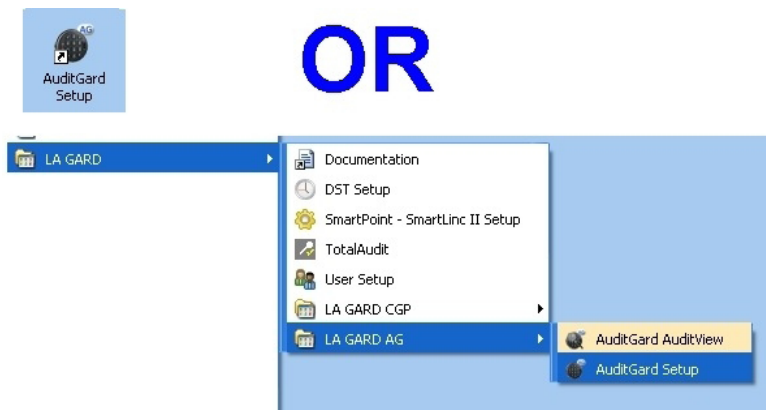 AG
AuditGard
Setup
OR
LA GARD
Documentation
DST Setup
SmartPoint - SmartLinc II Setup
TotalAudit
User Setup
LA GARD CGP
LA GARD AG
AuditGard AuditView
AuditGard Setup